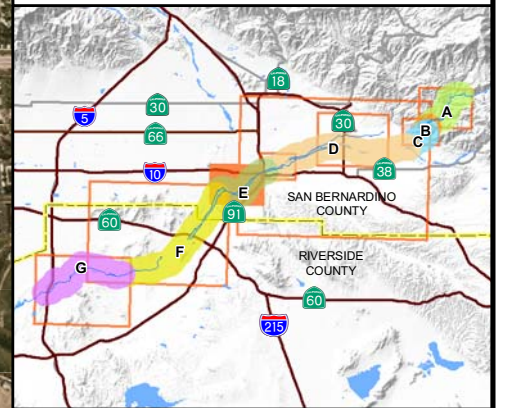 18
A
30
5
30
B
66
C
D
10
38
E
SAN BERNARDINO
COUNTY
91
60
F
RIVERSIDE
COUNTY
G
60
215